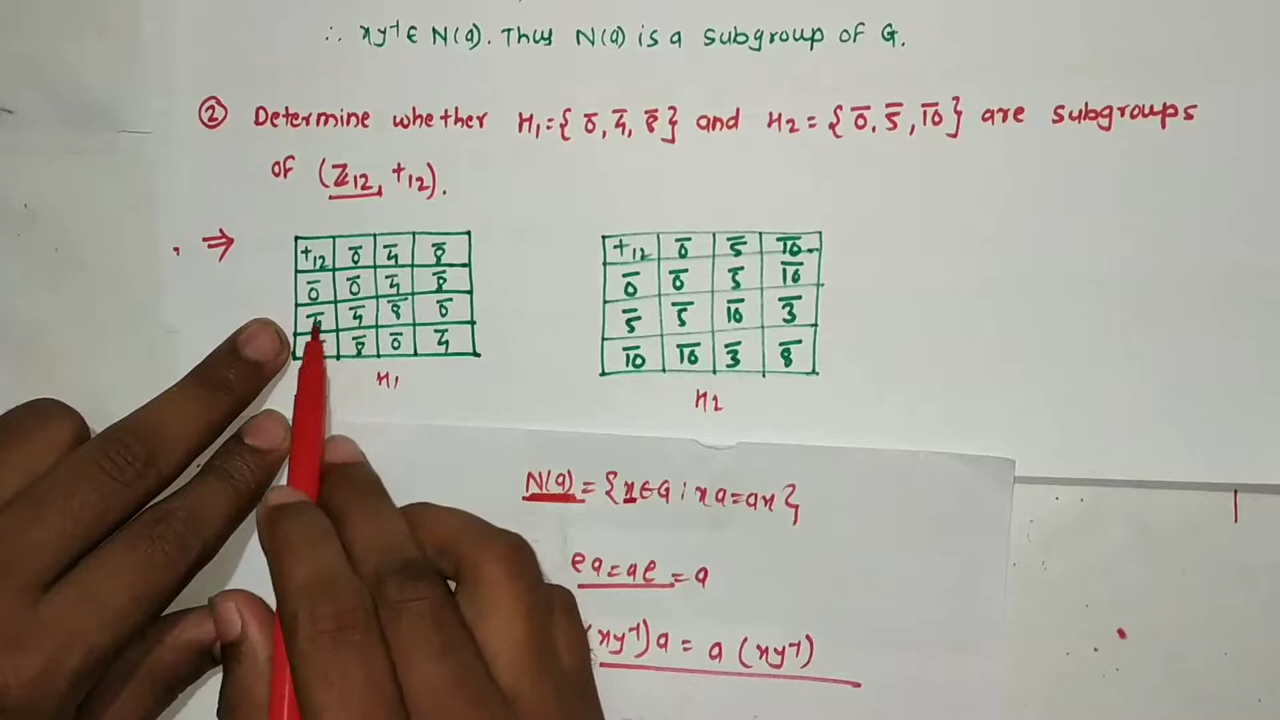 ∴ xy⁻¹ ∈ N(a). Thus N(a) is a subgroup of G.
② Determine whether H₁={0̅, 4̅, 8̅} and H₂={0̅, 5̅, 1̅0̅} are subgroups
of (Z₁₂, +₁₂).
⇒
+₁₂ 0̅ 4̅ 8̅
0̅ 0̅ 4̅ 8̅
4̅ 4̅ 8̅ 0̅
8̅ 0̅ 4̅
H₁
+₁₂ 0̅ 5̅ 1̅0̅
0̅ 0̅ 5̅ 1̅0̅
5̅ 5̅ 1̅0̅ 3̅
1̅0̅ 1̅0̅ 3̅ 8̅
H₂
N(a) = {x∈G : xa=ax}
ea=ae=a
(xy⁻¹)a = a(xy⁻¹)